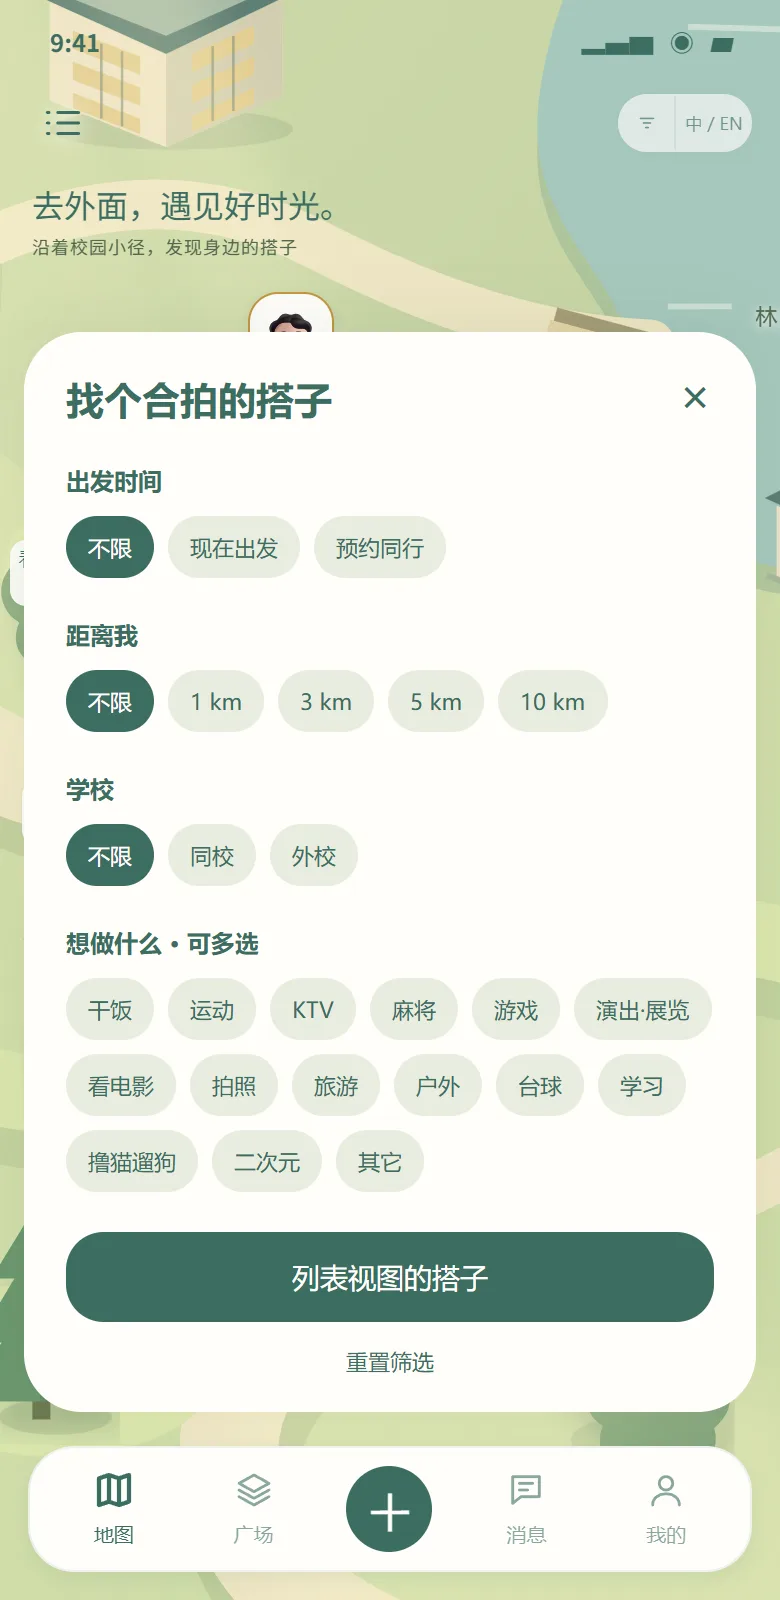 9:41
中 / EN
去外面，遇见好时光。
沿着校园小径，发现身边的搭子
林
找个合拍的搭子
出发时间
不限 现在出发 预约同行
距离我
不限 1 km 3 km 5 km 10 km
学校
不限 同校 外校
想做什么·可多选
干饭 运动 KTV 麻将 游戏 演出·展览
看电影 拍照 旅游 户外 台球 学习
撸猫遛狗 二次元 其它
列表视图的搭子
重置筛选
地图 广场 消息 我的